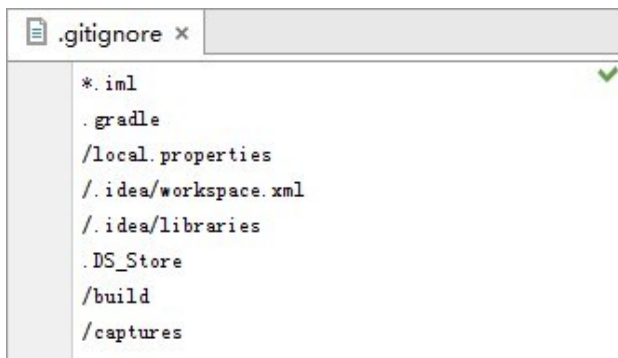 .gitignore
*.iml
.gradle
/local.properties
/.idea/workspace.xml
/.idea/libraries
.DS_Store
/build
/captures